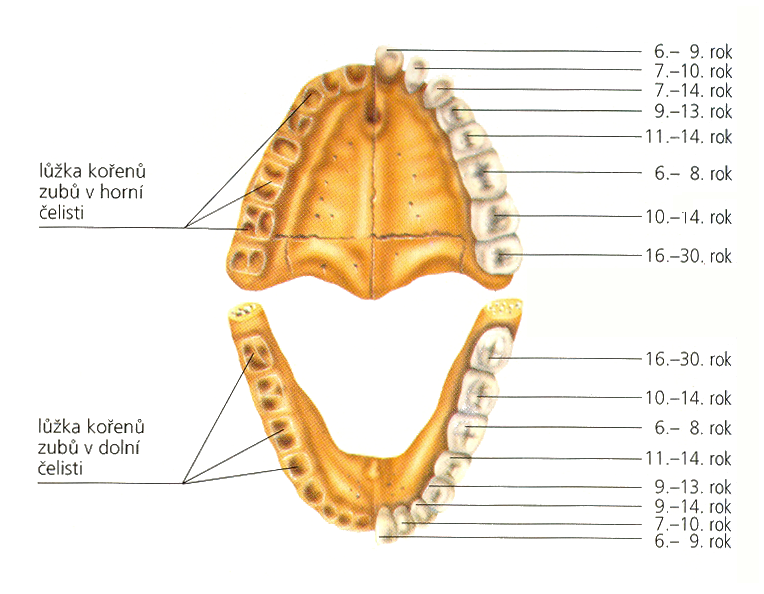 6.– 9. rok
7.–10. rok
7.–14. rok
9.–13. rok
11.–14. rok
6.– 8. rok
10.–14. rok
16.–30. rok
lůžka kořenů
zubů v horní
čelisti
16.–30. rok
10.–14. rok
6.– 8. rok
11.–14. rok
9.–13. rok
9.–14. rok
7.–10. rok
6.– 9. rok
lůžka kořenů
zubů v dolní
čelisti